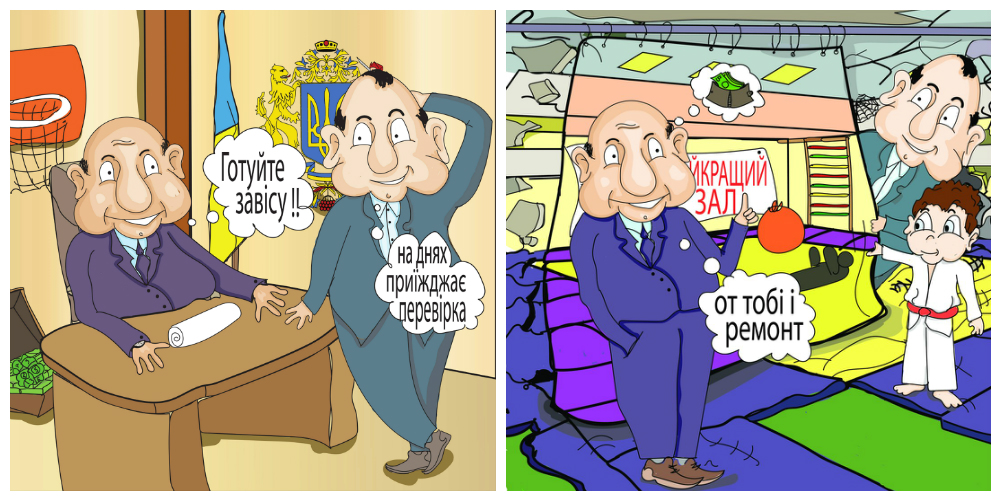 Готуйте
завісу !!
на днях
приїжджає
перевірка
ЙКРАЩИЙ
ЗАЛ
от тобі і
ремонт